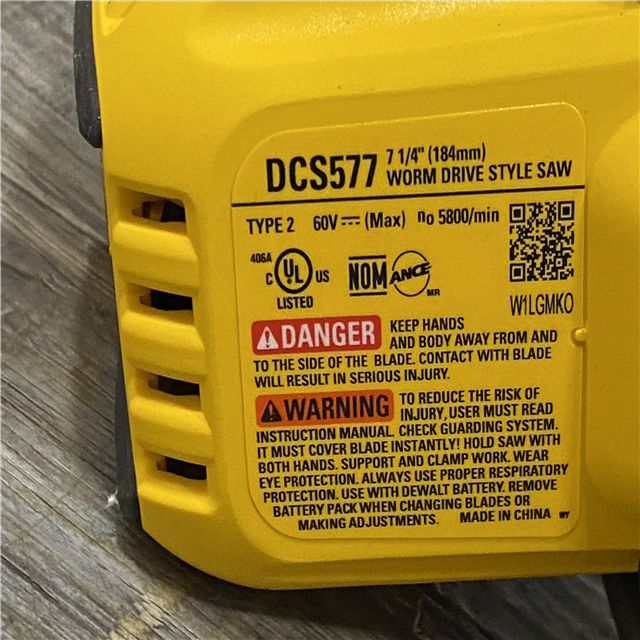 DCS577 7 1/4" (184mm)
WORM DRIVE STYLE SAW
TYPE 2 60V ⎓ (Max) no 5800/min
406A
C UL US
LISTED
NOM ANCE MR
W1LGMKO
DANGER KEEP HANDS
AND BODY AWAY FROM AND
TO THE SIDE OF THE BLADE. CONTACT WITH BLADE
WILL RESULT IN SERIOUS INJURY.
WARNING TO REDUCE THE RISK OF
INJURY, USER MUST READ
INSTRUCTION MANUAL. CHECK GUARDING SYSTEM.
IT MUST COVER BLADE INSTANTLY! HOLD SAW WITH
BOTH HANDS. SUPPORT AND CLAMP WORK. WEAR
EYE PROTECTION. ALWAYS USE PROPER RESPIRATORY
PROTECTION. USE WITH DEWALT BATTERY. REMOVE
BATTERY PACK WHEN CHANGING BLADES OR
MAKING ADJUSTMENTS. MADE IN CHINA WY